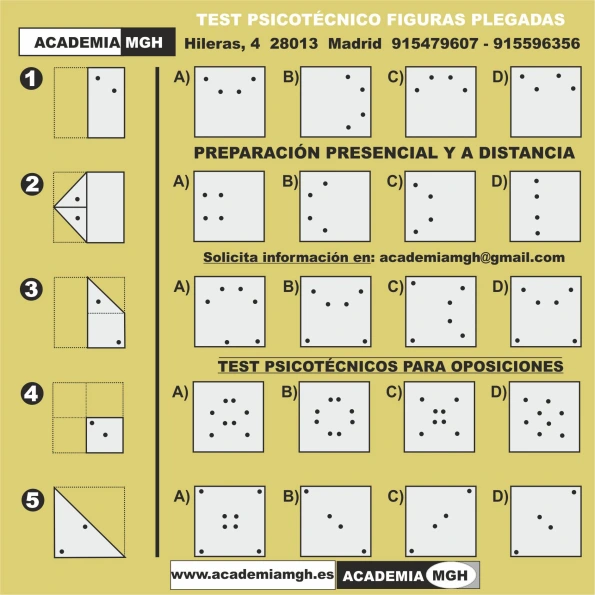 TEST PSICOTÉCNICO FIGURAS PLEGADAS
ACADEMIA MGH
Hileras, 4 28013 Madrid 915479607 - 915596356
1 A) B) C) D)
PREPARACIÓN PRESENCIAL Y A DISTANCIA
2 A) B) C) D)
Solicita información en: academiamgh@gmail.com
3 A) B) C) D)
TEST PSICOTÉCNICOS PARA OPOSICIONES
4 A) B) C) D)
5 A) B) C) D)
www.academiamgh.es ACADEMIA MGH